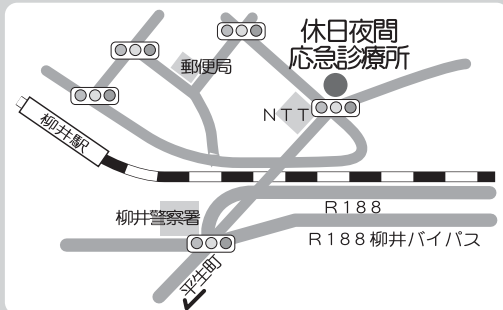 休日夜間
応急診療所
郵便局
NTT
柳井駅
R188
柳井警察署
R188柳井バイパス
平生町